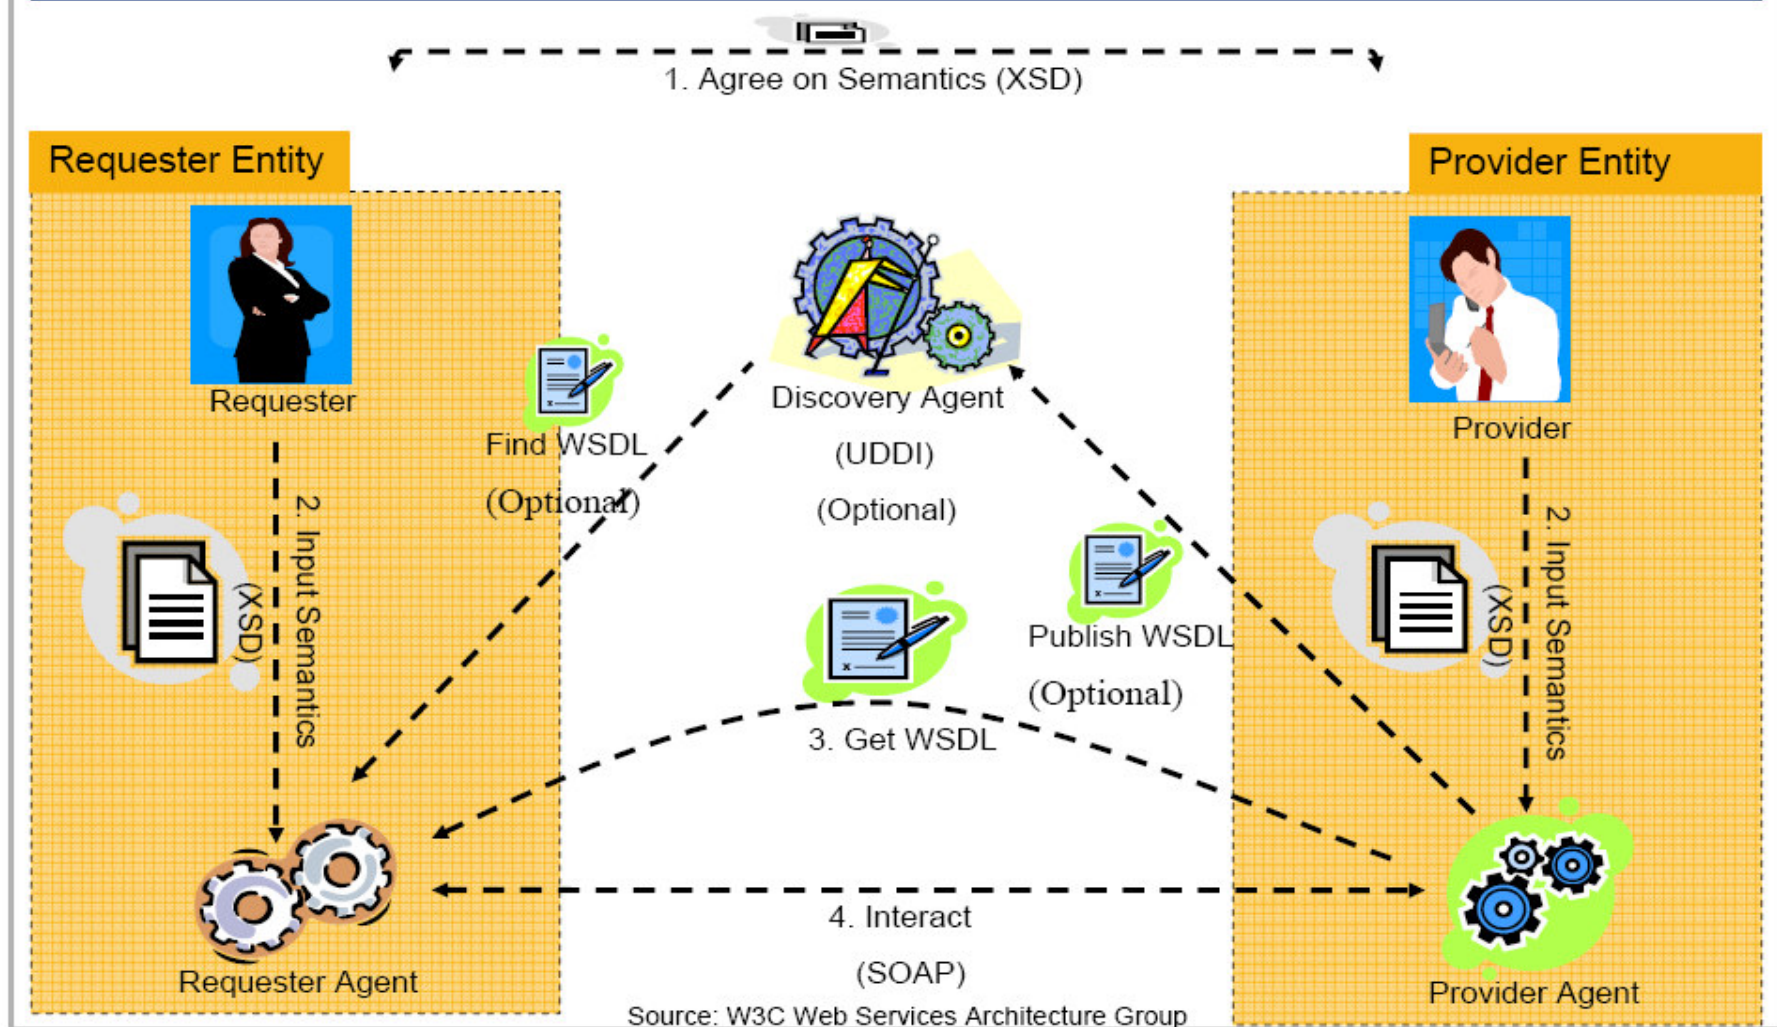 1. Agree on Semantics (XSD)
Requester Entity
Provider Entity
Requester
Discovery Agent
(UDDI)
(Optional)
Provider
Find WSDL
(Optional)
2. Input Semantics
(XSD)
2. Input Semantics
(XSD)
Publish WSDL
(Optional)
3. Get WSDL
4. Interact
(SOAP)
Requester Agent
Provider Agent
Source: W3C Web Services Architecture Group